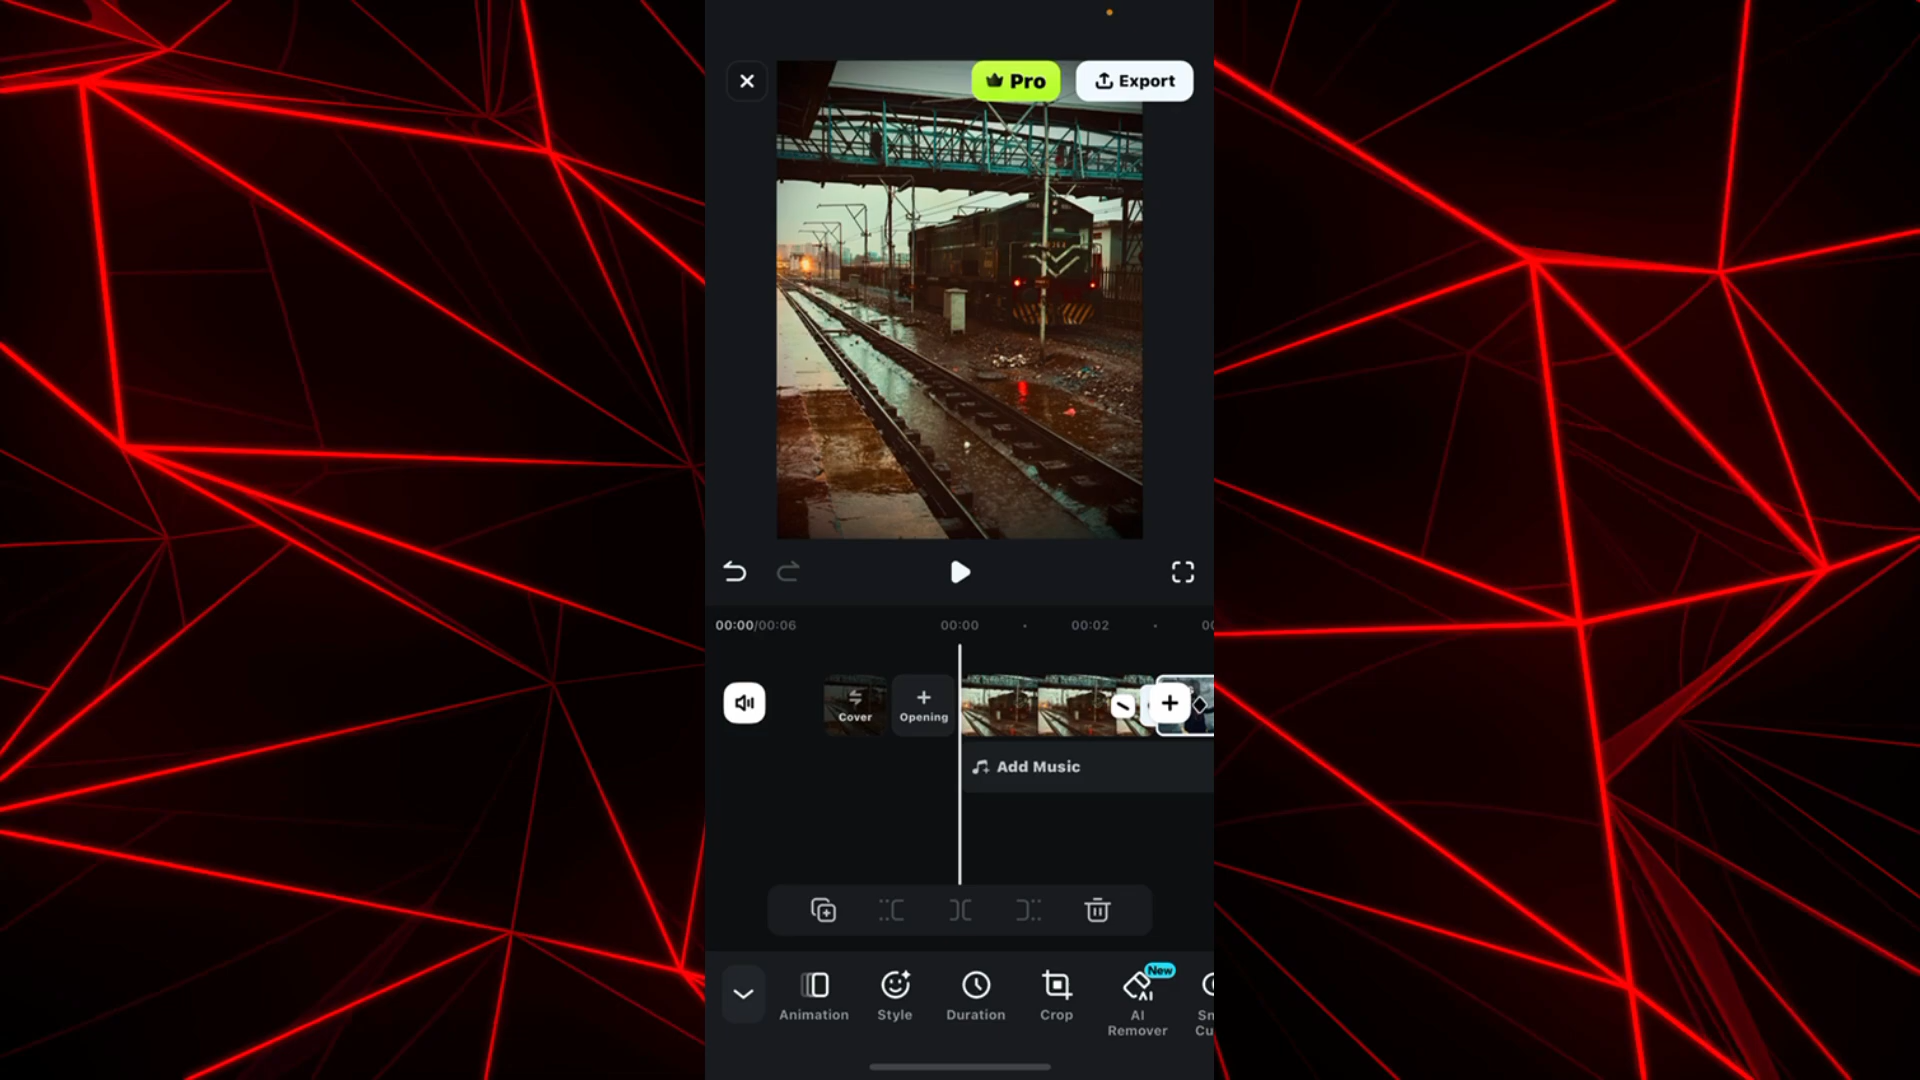 Pro
Export
00:00/00:06
00:00
00:02
Cover
Opening
Add Music
New
Animation
Style
Duration
Crop
AI
Remover